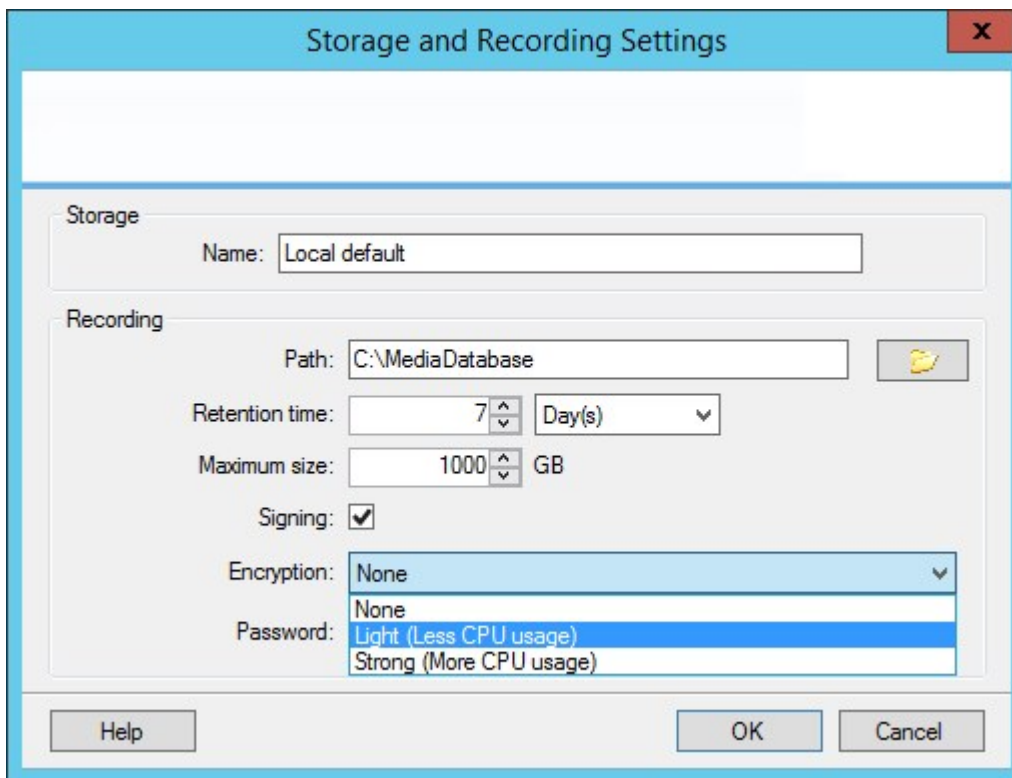 Storage and Recording Settings
x
Storage
Name: Local default
Recording
Path: C:\MediaDatabase
Retention time: 7 Day(s)
Maximum size: 1000 GB
Signing:
Encryption: None
None
Password: Light (Less CPU usage)
Strong (More CPU usage)
Help OK Cancel